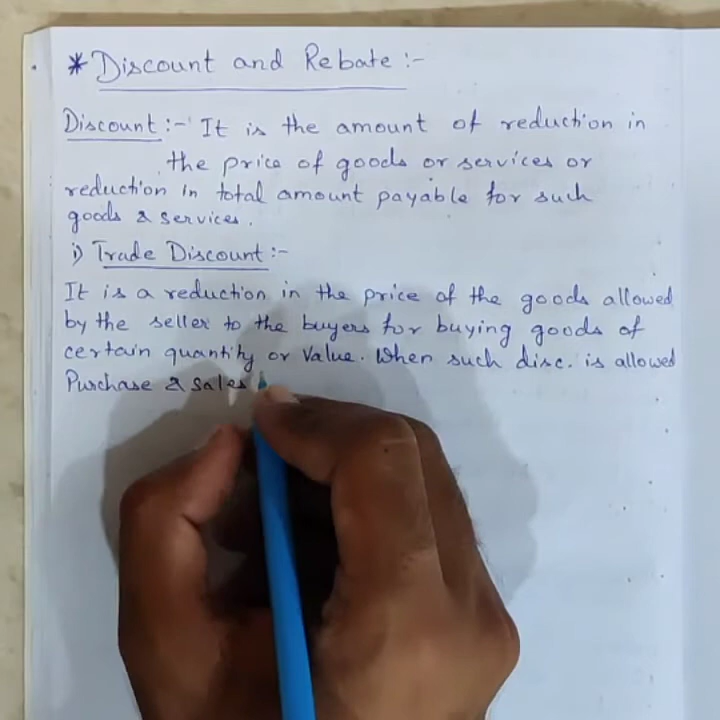 * Discount and Rebate :-
Discount :- It is the amount of reduction in
the price of goods or services or
reduction in total amount payable for such
goods & services.
i) Trade Discount :-
It is a reduction in the price of the goods allowed
by the seller to the buyers for buying goods of
certain quantity or value. When such disc. is allowed
Purchase & sales